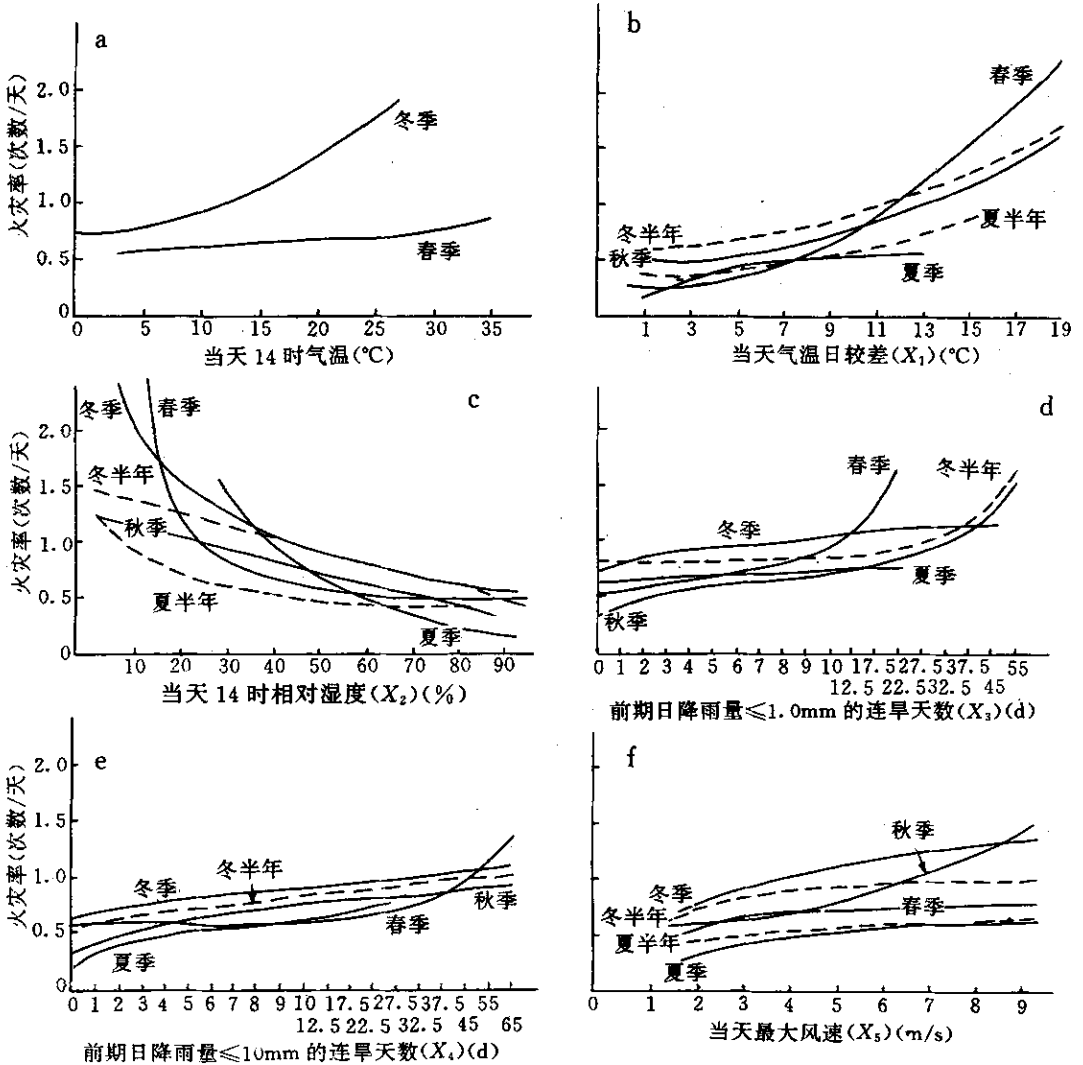 a
火灾率(次数/天)
2.0
1.5
1.0
0.5
0
冬季
春季
0 5 10 15 20 25 30 35
当天 14 时气温(℃)
b
春季
冬半年
夏半年
秋季
夏季
1 3 5 7 9 11 13 15 17 19
当天气温日较差(X₁)(℃)
c
火灾率(次数/天)
2.0
1.5
1.0
0.5
0
冬季 春季
冬半年
秋季
夏半年
夏季
10 20 30 40 50 60 70 80 90
当天 14 时相对湿度(X₂)(%)
d
春季 冬半年
冬季
夏季
秋季
0 1 2 3 4 5 6 7 8 9 10 17.5 27.5 37.5 55
12.5 22.5 32.5 45
前期日降雨量≤1.0mm 的连旱天数(X₃)(d)
e
火灾率(次数/天)
2.0
1.5
1.0
0.5
0
冬半年
冬季
秋季
春季
夏季
0 1 2 3 4 5 6 7 8 9 10 17.5 27.5 37.5 55
12.5 22.5 32.5 45 65
前期日降雨量≤10mm 的连旱天数(X₄)(d)
f
秋季
冬季
冬半年
春季
夏半年
夏季
0 1 2 3 4 5 6 7 8 9
当天最大风速(X₅)(m/s)